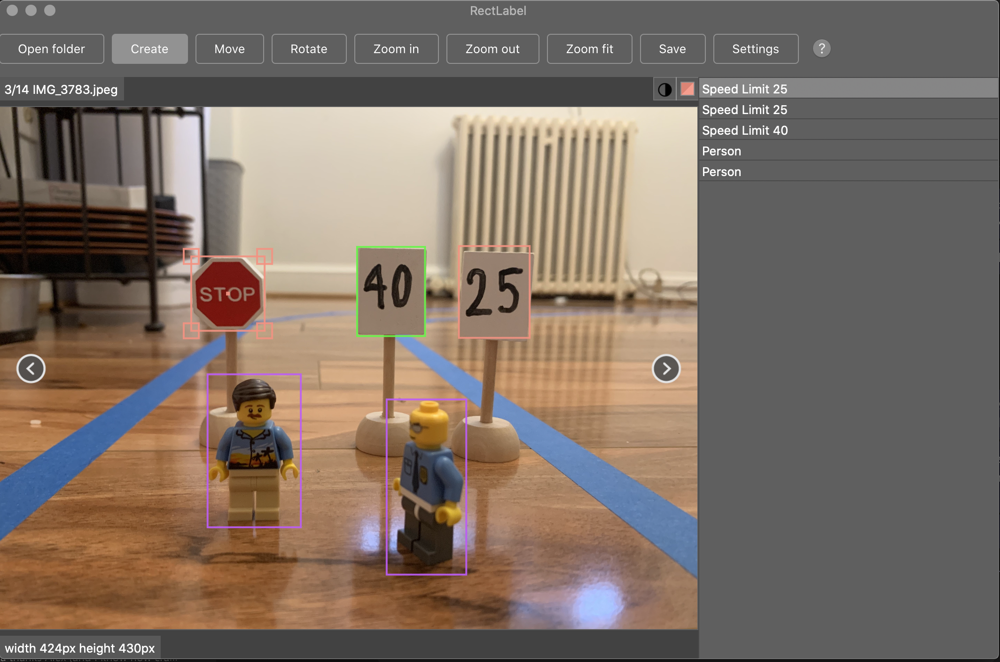 RectLabel
Open folder
Create
Move
Rotate
Zoom in
Zoom out
Zoom fit
Save
Settings
?
3/14 IMG_3783.jpeg
Speed Limit 25
Speed Limit 25
Speed Limit 40
Person
Person
STOP
40
25
width 424px height 430px